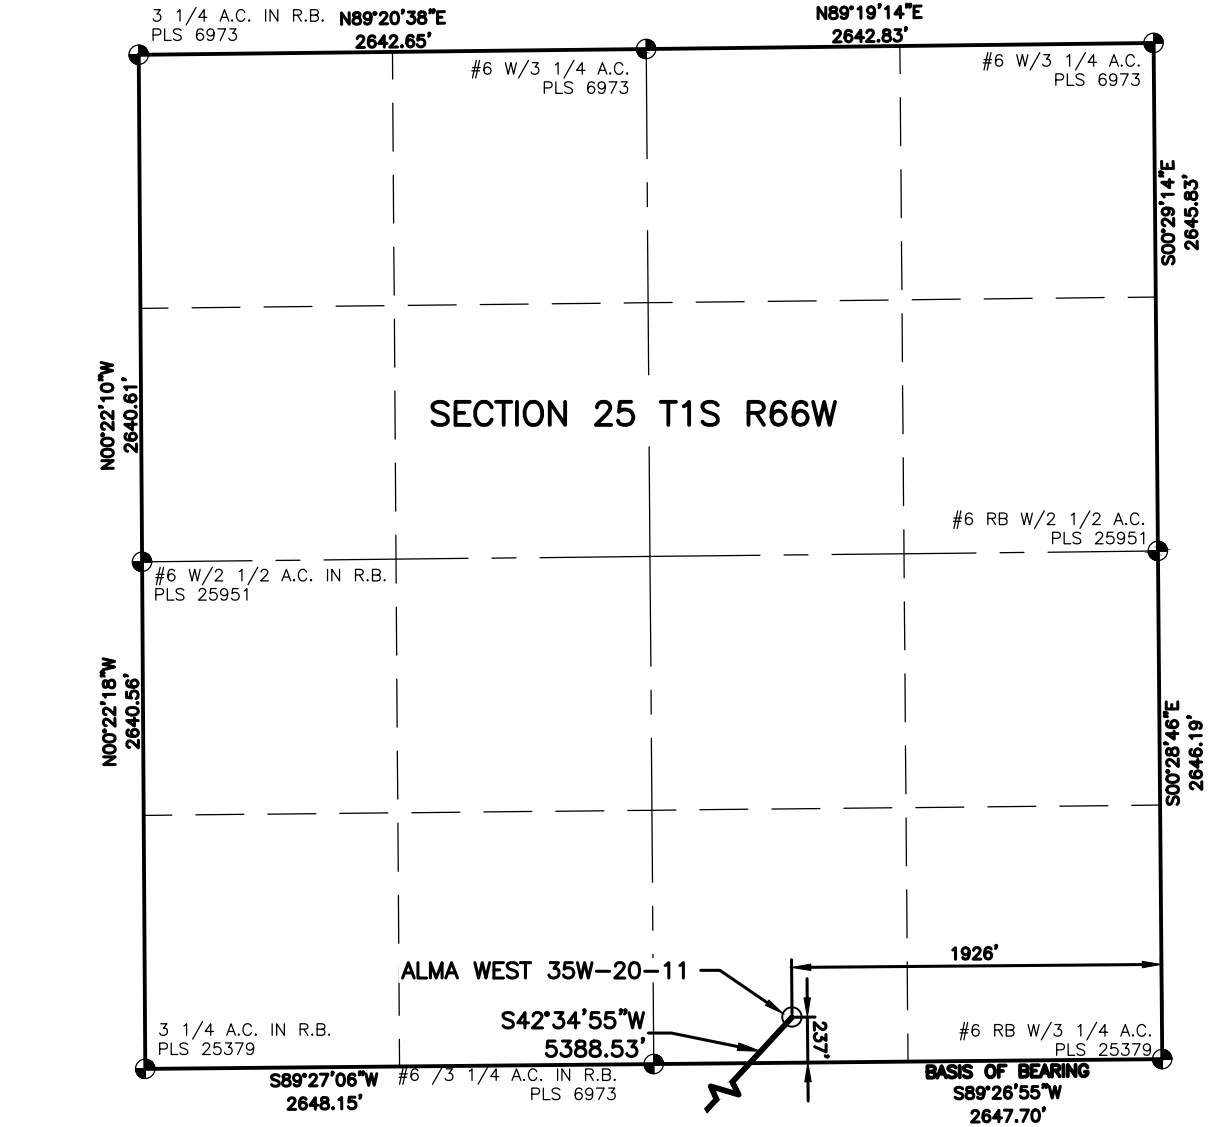 3 1/4 A.C. IN R.B.
PLS 6973
N89°20'38"E
2642.65'
N89°19'14"E
2642.83'
#6 W/3 1/4 A.C.
PLS 6973
#6 W/3 1/4 A.C.
PLS 6973
S00°29'14"E
2645.83'
N00°22'10"W
2640.61'
SECTION 25 T1S R66W
#6 RB W/2 1/2 A.C.
PLS 25951
#6 W/2 1/2 A.C. IN R.B.
PLS 25951
N00°22'18"W
2640.56'
S00°28'46"E
2646.19'
1926'
ALMA WEST 35W-20-11
S42°34'55"W
5388.53'
237'
3 1/4 A.C. IN R.B.
PLS 25379
#6 RB W/3 1/4 A.C.
PLS 25379
S89°27'06"W
2648.15'
#6 /3 1/4 A.C. IN R.B.
PLS 6973
BASIS OF BEARING
S89°26'55"W
2647.70'